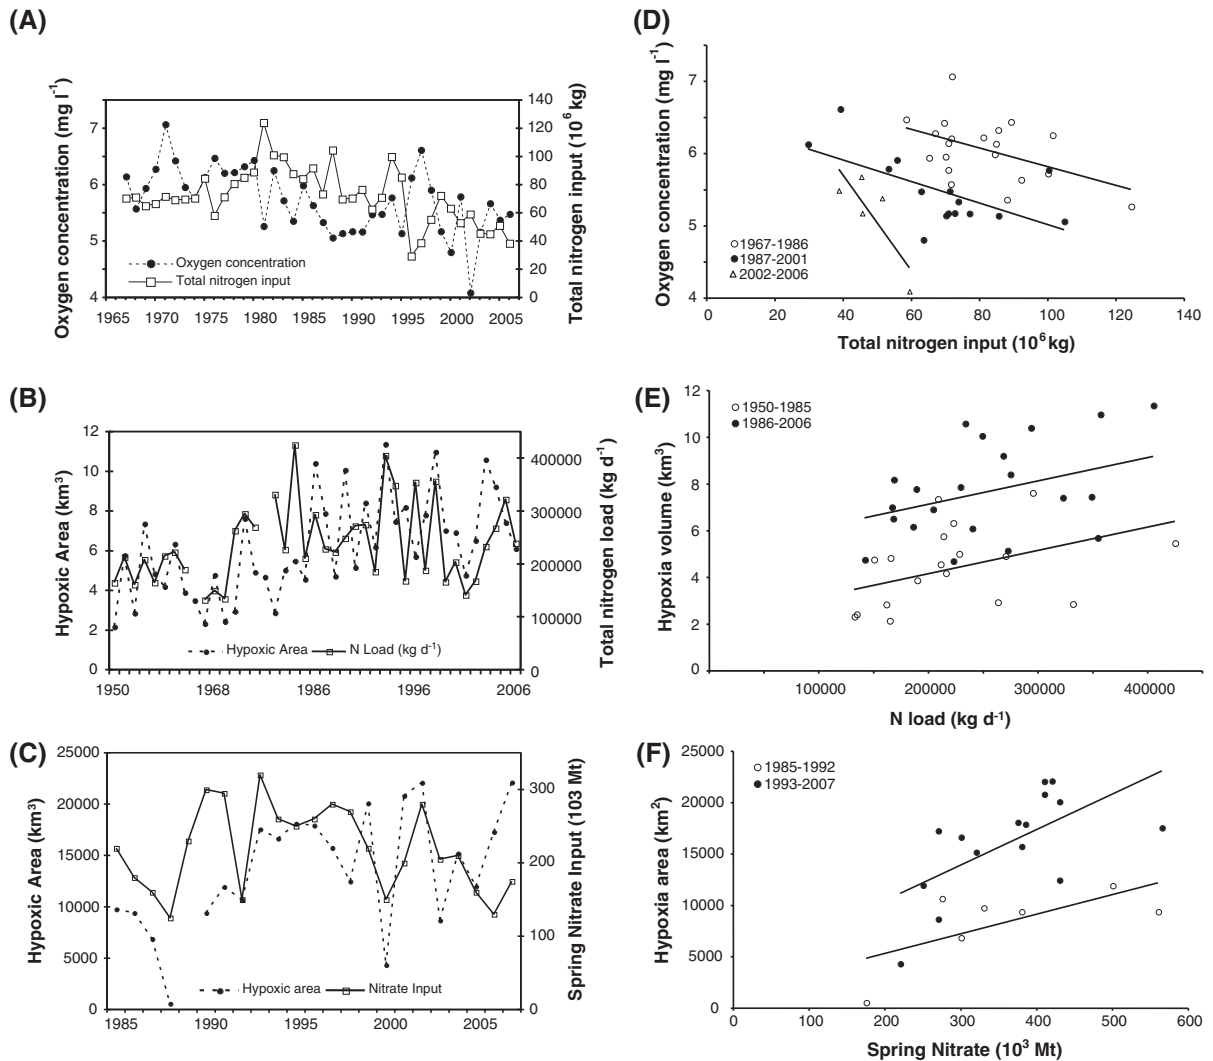 (A)
Oxygen concentration (mg l-1)
7
6
5
4
140
120
100
80
60
40
20
0
Total nitrogen input (10⁶ kg)
Oxygen concentration
Total nitrogen input
1965 1970 1975 1980 1985 1990 1995 2000 2005
(D)
Oxygen concentration (mg l-1)
7
6
5
4
1967-1986
1987-2001
2002-2006
0 20 40 60 80 100 120 140
Total nitrogen input (10⁶ kg)
(B)
Hypoxic Area (km³)
12
10
8
6
4
2
0
400000
300000
200000
100000
0
Total nitrogen load (kg d-1)
Hypoxic Area
N Load (kg d-1)
1950 1968 1986 1996 2006
(E)
Hypoxia volume (km³)
12
10
8
6
4
2
0
1950-1985
1986-2006
100000 200000 300000 400000
N load (kg d-1)
(C)
Hypoxic Area (km³)
25000
20000
15000
10000
5000
0
300
200
100
0
Spring Nitrate Input (103 Mt)
Hypoxic area
Nitrate Input
1985 1990 1995 2000 2005
(F)
Hypoxia area (km²)
25000
20000
15000
10000
5000
0
1985-1992
1993-2007
0 100 200 300 400 500 600
Spring Nitrate (10³ Mt)